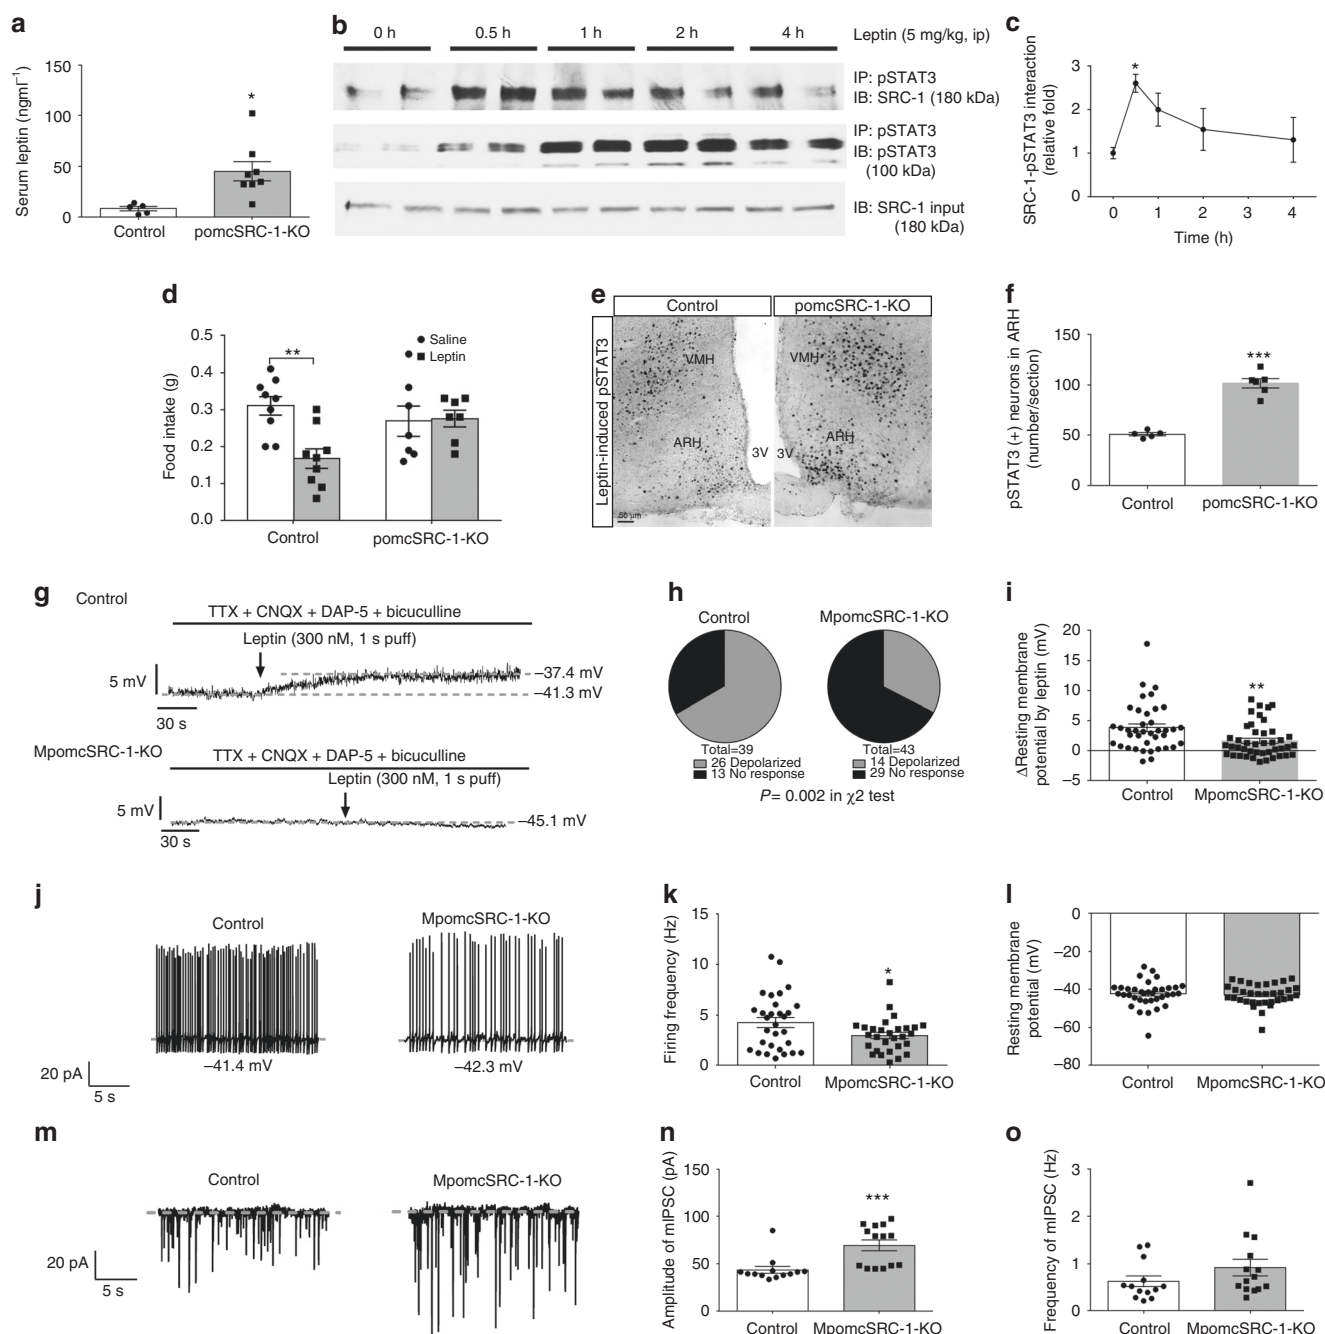 a
Serum leptin (ngml⁻¹)
150
100
50
0
*
Control
pomcSRC-1-KO
b
0 h
0.5 h
1 h
2 h
4 h
Leptin (5 mg/kg, ip)
IP: pSTAT3
IB: SRC-1 (180 kDa)
IP: pSTAT3
IB: pSTAT3
(100 kDa)
IB: SRC-1 input
(180 kDa)
c
SRC-1-pSTAT3 interaction
(relative fold)
3
2
1
0
*
0 1 2 3 4
Time (h)
d
Food intake (g)
0.5
0.4
0.3
0.2
0.1
0.0
**
Saline
Leptin
Control
pomcSRC-1-KO
e
Control
pomcSRC-1-KO
Leptin-induced pSTAT3
VMH
VMH
ARH
ARH
3V
3V
50 µm
f
pSTAT3 (+) neurons in ARH
(number/section)
150
100
50
0
***
Control
pomcSRC-1-KO
g
Control
TTX + CNQX + DAP-5 + bicuculline
Leptin (300 nM, 1 s puff)
5 mV
–37.4 mV
–41.3 mV
30 s
MpomcSRC-1-KO
TTX + CNQX + DAP-5 + bicuculline
Leptin (300 nM, 1 s puff)
5 mV
–45.1 mV
30 s
h
Control
MpomcSRC-1-KO
Total=39
26 Depolarized
13 No response
Total=43
14 Depolarized
29 No response
P= 0.002 in χ2 test
i
ΔResting membrane
potential by leptin (mV)
20
15
10
5
0
–5
**
Control
MpomcSRC-1-KO
j
Control
MpomcSRC-1-KO
–41.4 mV
–42.3 mV
20 pA
5 s
k
Firing frequency (Hz)
15
10
5
0
*
Control
MpomcSRC-1-KO
l
Resting membrane
potential (mV)
0
–20
–40
–60
–80
Control
MpomcSRC-1-KO
m
Control
MpomcSRC-1-KO
20 pA
5 s
n
Amplitude of mIPSC (pA)
150
100
50
0
***
Control
MpomcSRC-1-KO
o
Frequency of mIPSC (Hz)
3
2
1
0
Control
MpomcSRC-1-KO